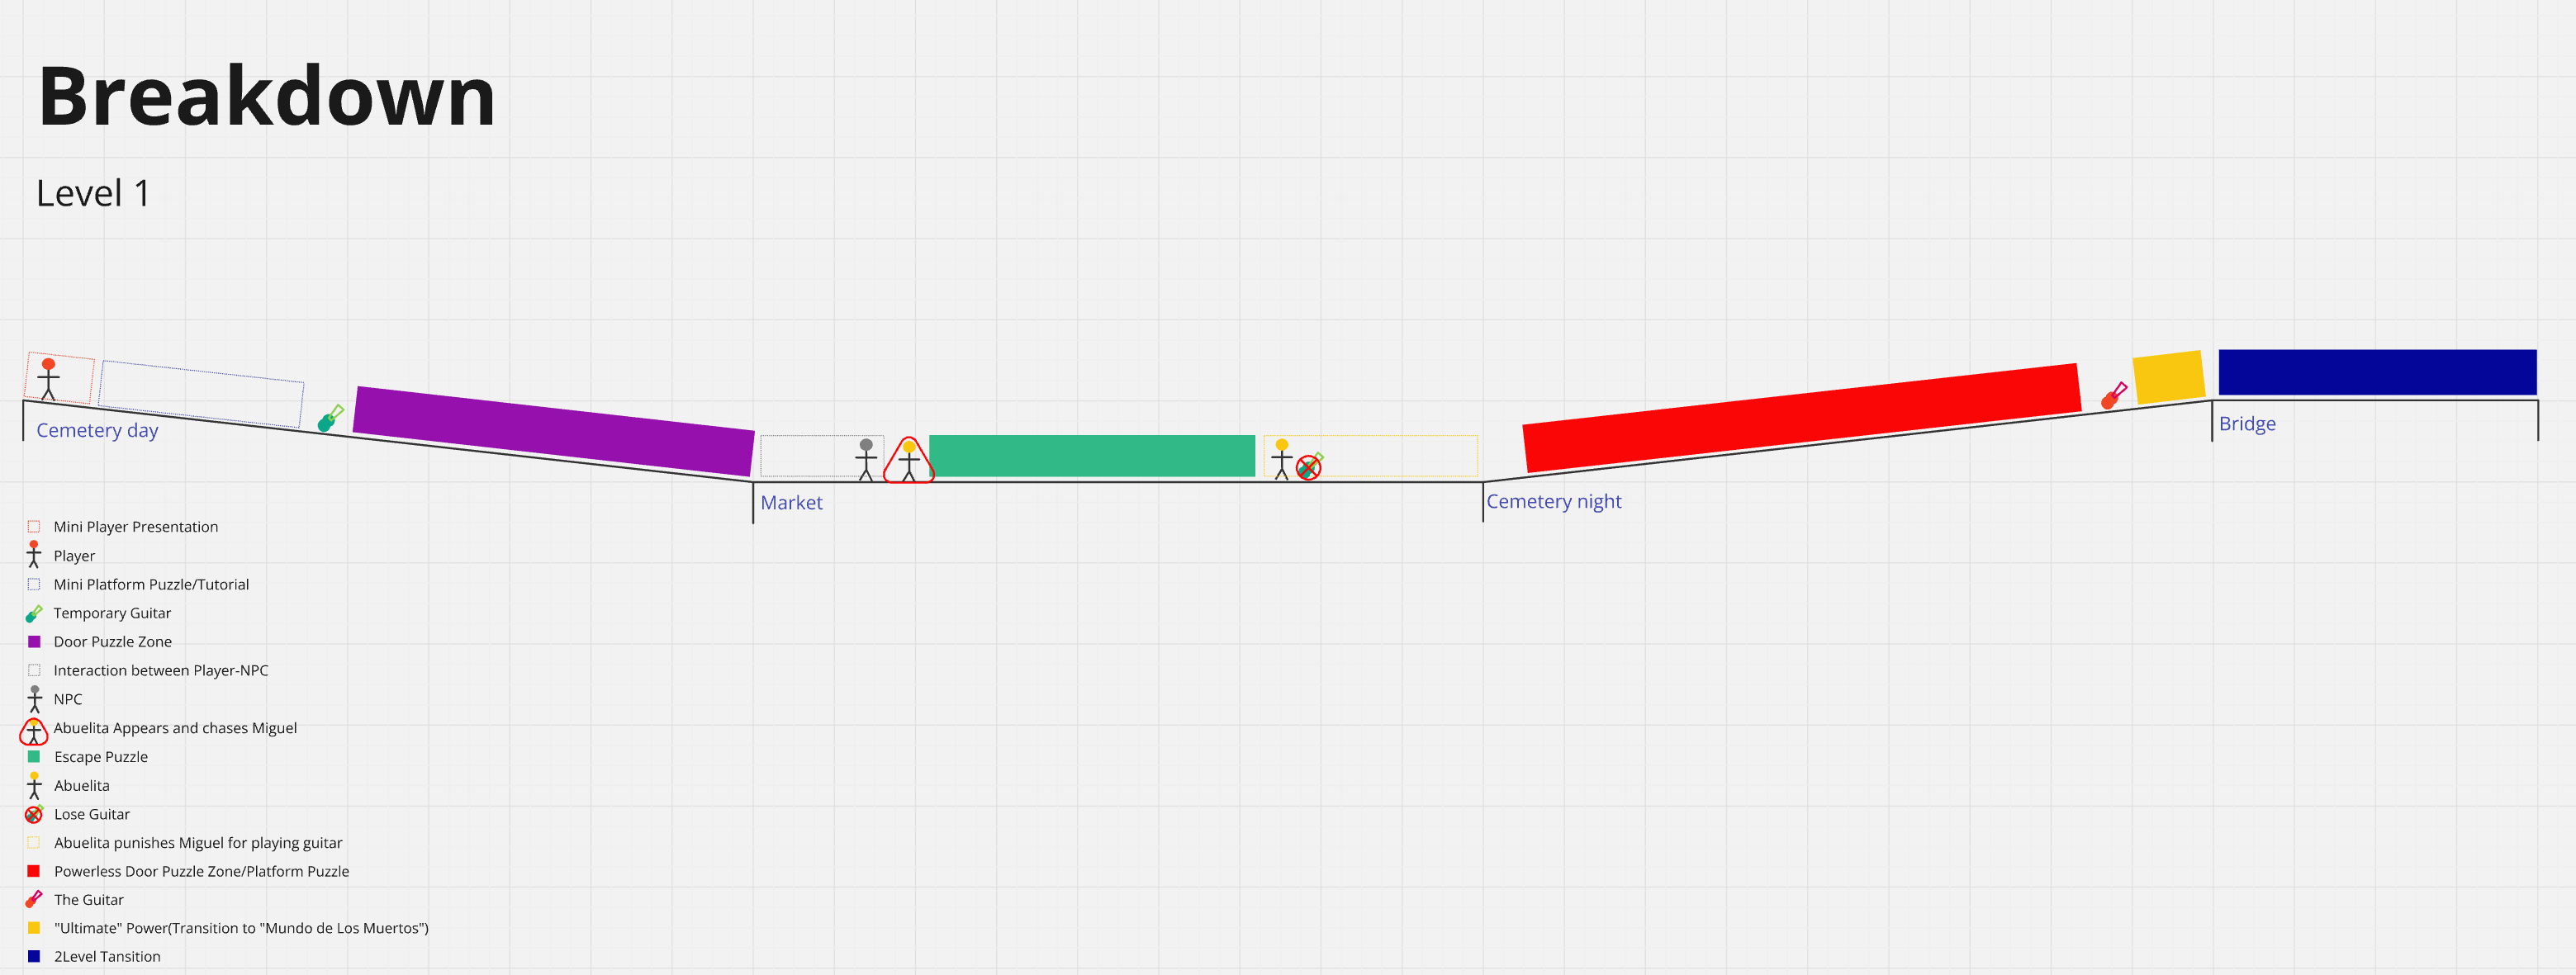 Breakdown
Level 1
Cemetery day
Market
Cemetery night
Bridge
Mini Player Presentation
Player
Mini Platform Puzzle/Tutorial
Temporary Guitar
Door Puzzle Zone
Interaction between Player-NPC
NPC
Abuelita Appears and chases Miguel
Escape Puzzle
Abuelita
Lose Guitar
Abuelita punishes Miguel for playing guitar
Powerless Door Puzzle Zone/Platform Puzzle
The Guitar
"Ultimate" Power(Transition to "Mundo de Los Muertos")
2Level Tansition